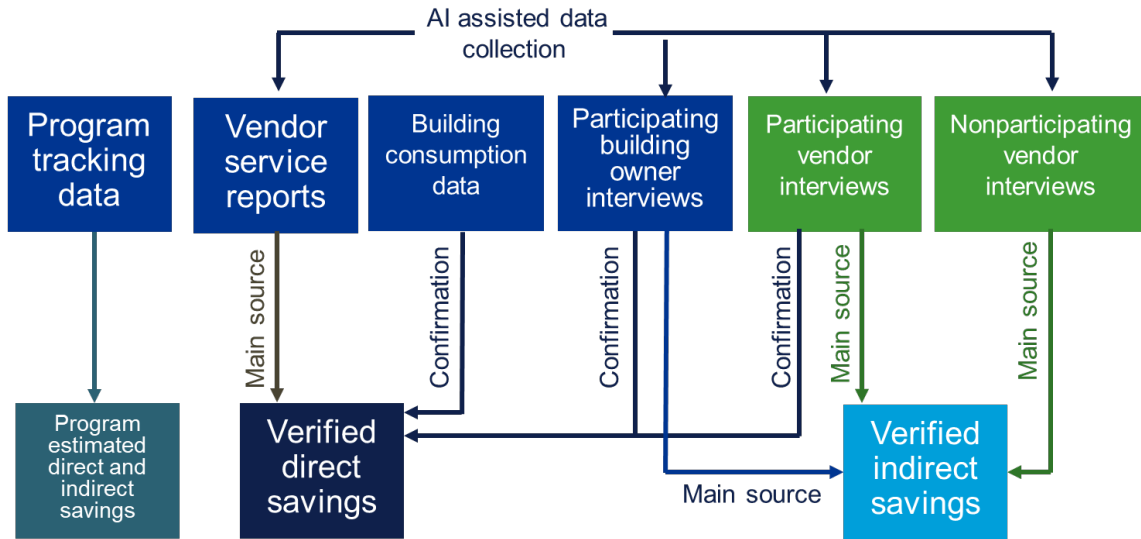 AI assisted data
collection
Program
tracking
data
Vendor
service
reports
Building
consumption
data
Participating
building
owner
interviews
Participating
vendor
interviews
Nonparticipating
vendor
interviews
Main source
Confirmation
Confirmation
Confirmation
Main source
Main source
Program
estimated
direct and
indirect
savings
Verified
direct
savings
Main source
Verified
indirect
savings